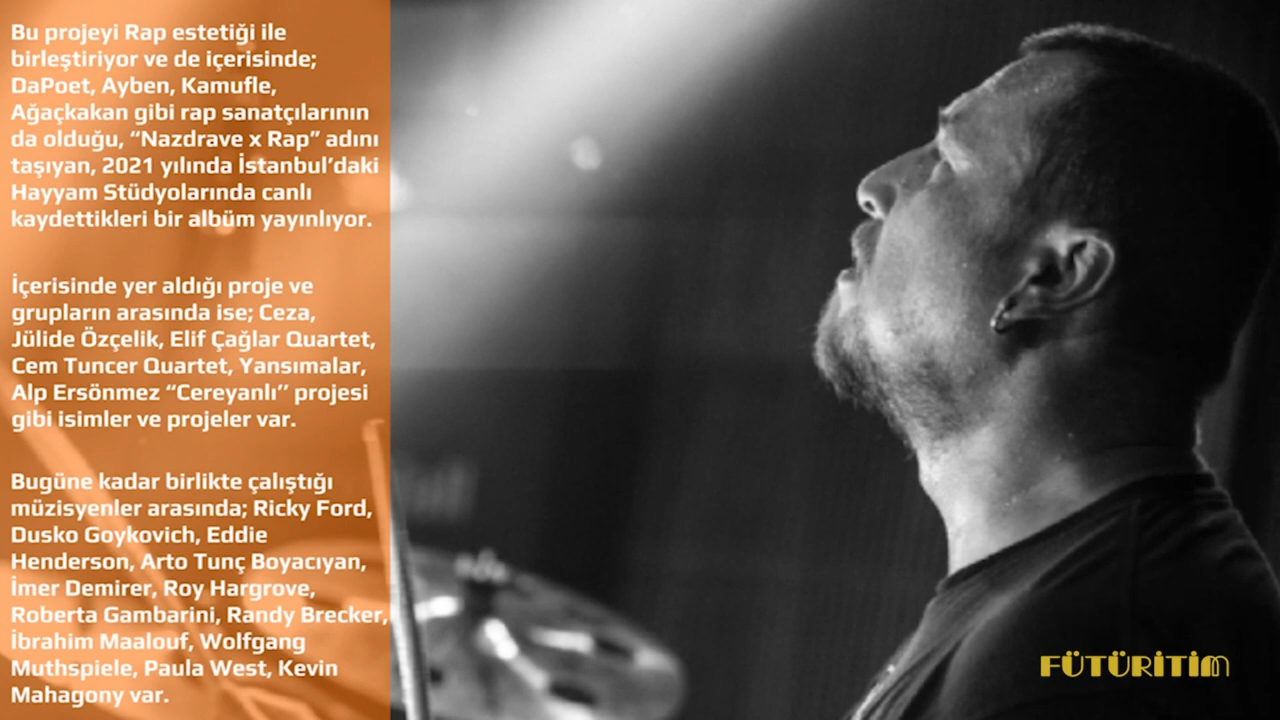 Bu projeyi Rap estetiği ile
birleştiriyor ve de içerisinde;
DaPoet, Ayben, Kamufle,
Ağaçkakan gibi rap sanatçılarının
da olduğu, “Nazdrave x Rap” adını
taşıyan, 2021 yılında İstanbul’daki
Hayyam Stüdyolarında canlı
kaydettikleri bir albüm yayınlıyor.
İçerisinde yer aldığı proje ve
grupların arasında ise; Ceza,
Jülide Özçelik, Elif Çağlar Quartet,
Cem Tuncer Quartet, Yansımalar,
Alp Ersönmez “Cereyanlı’’ projesi
gibi isimler ve projeler var.
Bugüne kadar birlikte çalıştığı
müzisyenler arasında; Ricky Ford,
Dusko Goykovich, Eddie
Henderson, Arto Tunç Boyacıyan,
İmer Demirer, Roy Hargrove,
Roberta Gambarini, Randy Brecker,
İbrahim Maalouf, Wolfgang
Muthspiele, Paula West, Kevin
Mahagony var.
FÜTÜRİTİM